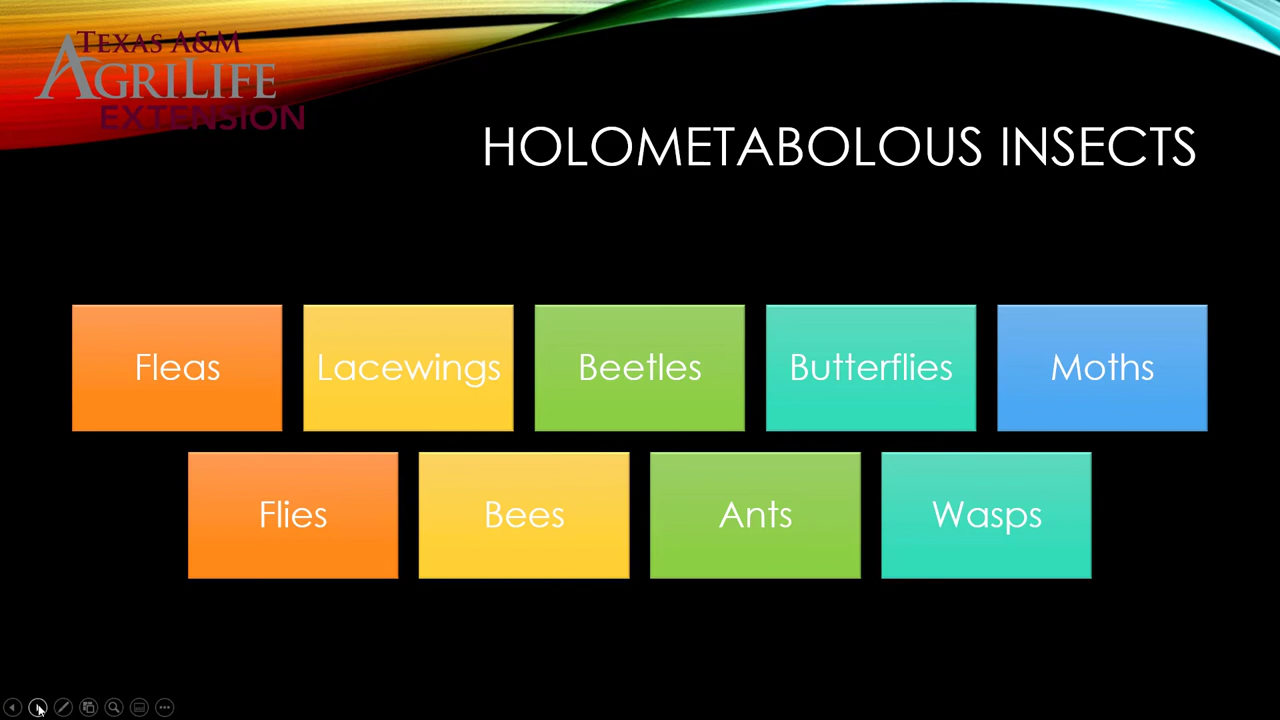 TEXAS A&M
AGRILIFE
EXTENSION
HOLOMETABOLOUS INSECTS
Fleas
Lacewings
Beetles
Butterflies
Moths
Flies
Bees
Ants
Wasps